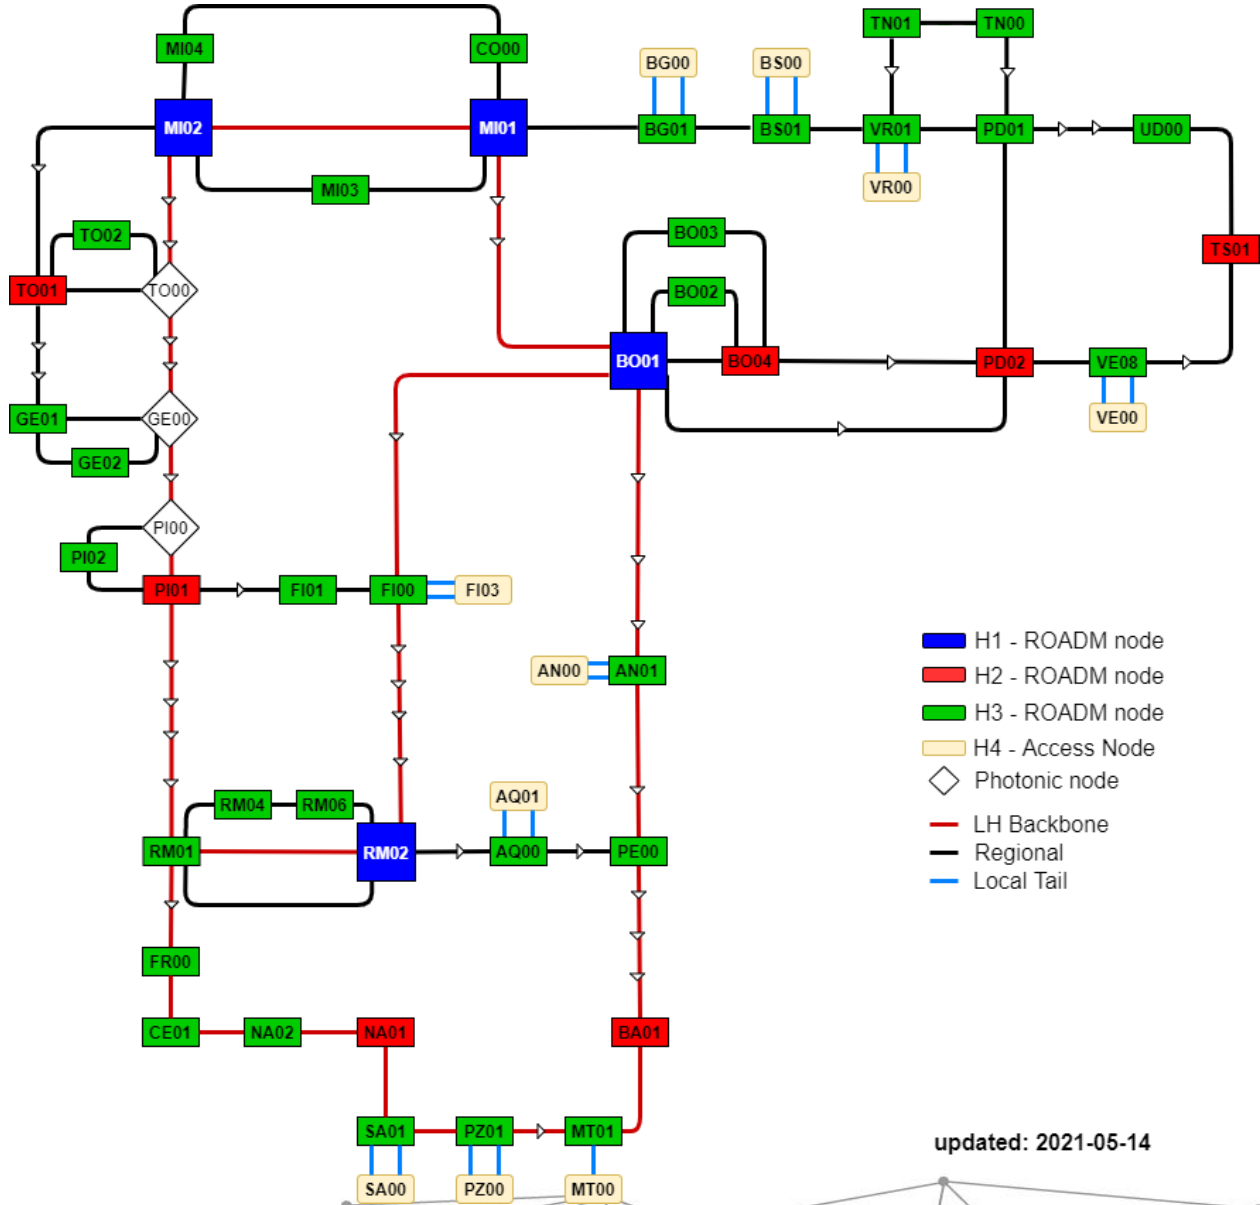 TN01
TN00
MI04
CO00
BG00
BS00
MI02
MI01
BG01
BS01
VR01
PD01
UD00
MI03
VR00
TO02
BO03
TS01
TO01
TO00
BO02
BO01
BO04
PD02
VE08
GE01
GE00
VE00
GE02
PI00
PI02
PI01
FI01
FI00
FI03
H1 - ROADM node
AN00
AN01
H2 - ROADM node
H3 - ROADM node
H4 - Access Node
Photonic node
AQ01
RM04
RM06
LH Backbone
RM01
RM02
AQ00
PE00
Regional
Local Tail
FR00
CE01
NA02
NA01
BA01
SA01
PZ01
MT01
updated: 2021-05-14
SA00
PZ00
MT00